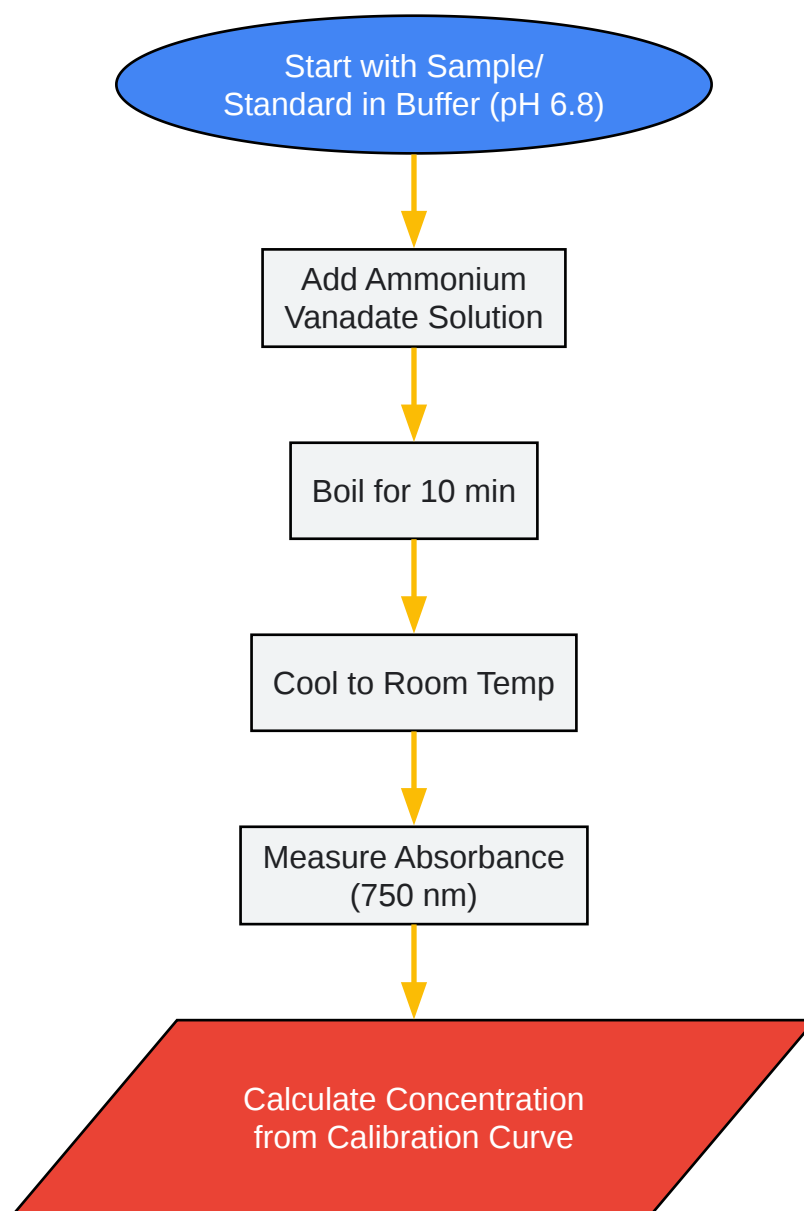 Start with Sample/
Standard in Buffer (pH 6.8)
Add Ammonium
Vanadate Solution
Boil for 10 min
Cool to Room Temp
Measure Absorbance
(750 nm)
Calculate Concentration
from Calibration Curve